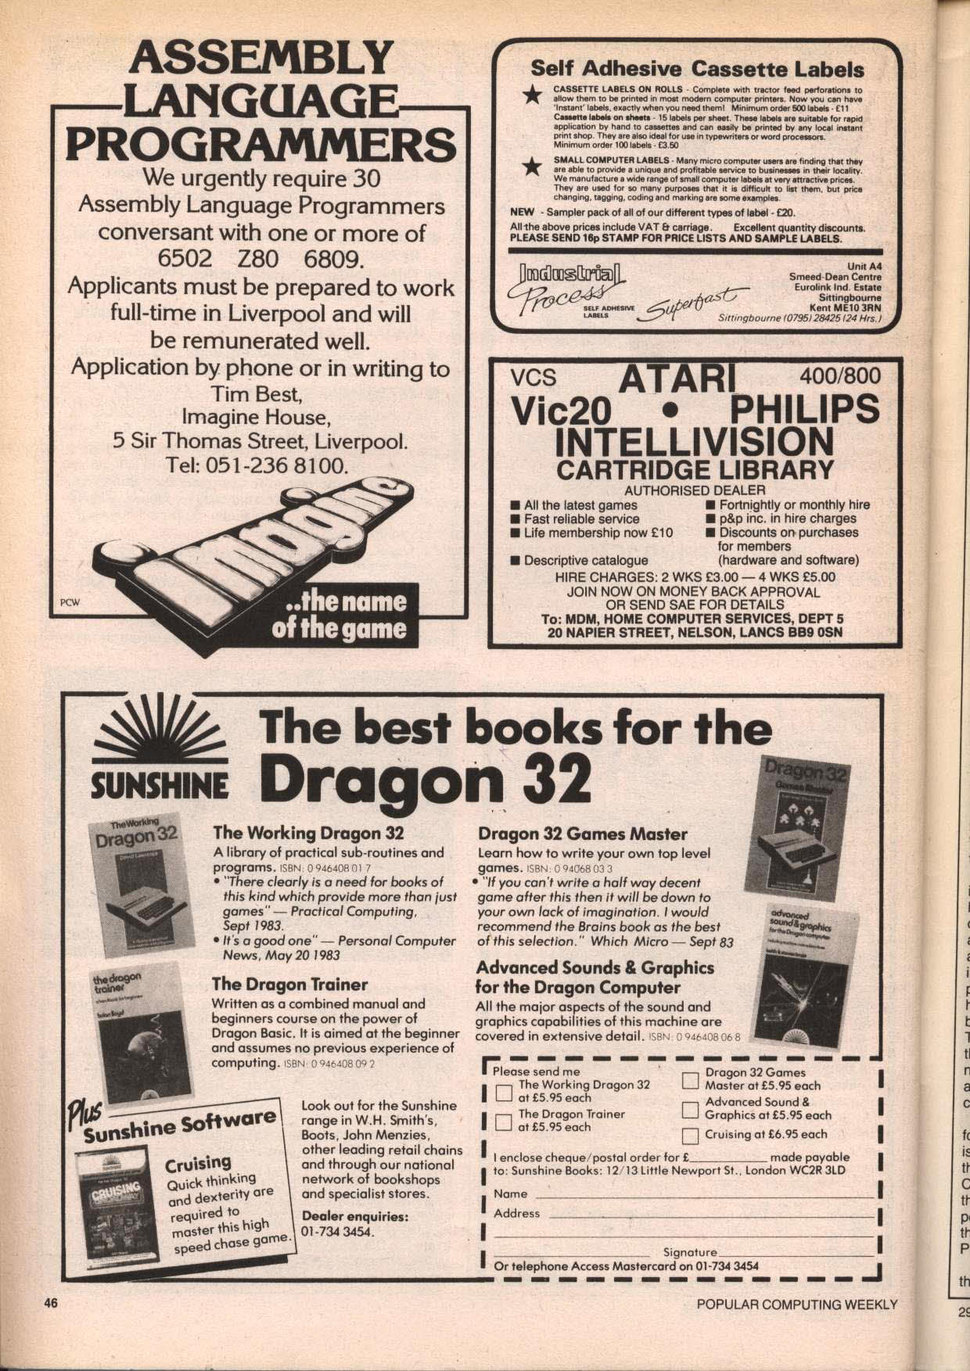 ASSEMBLY
LANGUAGE
PROGRAMMERS
We urgently require 30
Assembly Language Programmers
conversant with one or more of
6502 Z80 6809.
Applicants must be prepared to work
full-time in Liverpool and will
be remunerated well.
Application by phone or in writing to
Tim Best,
Imagine House,
5 Sir Thomas Street, Liverpool.
Tel: 051-236 8100.
imagine
..the name
of the game
PCW
Self Adhesive Cassette Labels
★ CASSETTE LABELS ON ROLLS - Complete with tractor feed perforations to
allow them to be printed in most modern computer printers. Now you can have
'Instant' labels, exactly when you need them! Minimum order 500 labels - £11
Cassette labels on sheets - 15 labels per sheet. These labels are suitable for rapid
application by hand to cassettes and can easily be printed by any local instant
print shop. They are also ideal for use in typewriters or word processors.
Minimum order 100 labels - £3.50
★ SMALL COMPUTER LABELS - Many micro computer users are finding that they
are able to provide a unique and profitable service to businesses in their locality.
We manufacture a wide range of small computer labels at very attractive prices.
They are used for so many purposes that it is difficult to list them, but price
changing, tagging, coding and marking are some examples.
NEW - Sampler pack of all of our different types of label - £20.
All the above prices include VAT & carriage. Excellent quantity discounts.
PLEASE SEND 16p STAMP FOR PRICE LISTS AND SAMPLE LABELS.
Industrial
Process
SELF ADHESIVE
LABELS
Superfast
Unit A4
Smeed-Dean Centre
Eurolink Ind. Estate
Sittingbourne
Kent ME10 3RN
Sittingbourne (0795) 28425 (24 Hrs.)
VCS ATARI 400/800
Vic20 • PHILIPS
INTELLIVISION
CARTRIDGE LIBRARY
AUTHORISED DEALER
■ All the latest games
■ Fast reliable service
■ Life membership now £10
■ Descriptive catalogue
■ Fortnightly or monthly hire
■ p&p inc. in hire charges
■ Discounts on purchases
for members
(hardware and software)
HIRE CHARGES: 2 WKS £3.00 — 4 WKS £5.00
JOIN NOW ON MONEY BACK APPROVAL
OR SEND SAE FOR DETAILS
To: MDM, HOME COMPUTER SERVICES, DEPT 5
20 NAPIER STREET, NELSON, LANCS BB9 0SN
SUNSHINE
The best books for the
Dragon 32
The Working
Dragon 32
David Lawrence
The Working Dragon 32
A library of practical sub-routines and
programs. ISBN: 0 946408 01 7
• "There clearly is a need for books of
this kind which provide more than just
games" — Practical Computing,
Sept 1983.
• It's a good one" — Personal Computer
News, May 20 1983
the dragon
trainer
The Dragon Trainer
Written as a combined manual and
beginners course on the power of
Dragon Basic. It is aimed at the beginner
and assumes no previous experience of
computing. ISBN: 0 946408 09 2
Dragon 32
Games Master
Dragon 32 Games Master
Learn how to write your own top level
games. ISBN: 0 94068 03 3
• "If you can't write a half way decent
game after this then it will be down to
your own lack of imagination. I would
recommend the Brains book as the best
of this selection." Which Micro — Sept 83
advanced
sound & graphics
for the Dragon computer
Advanced Sounds & Graphics
for the Dragon Computer
All the major aspects of the sound and
graphics capabilities of this machine are
covered in extensive detail. ISBN: 0 946408 06 8
Plus
Sunshine Software
CRUISING
Cruising
Quick thinking
and dexterity are
required to
master this high
speed chase game.
Look out for the Sunshine
range in W.H. Smith's,
Boots, John Menzies,
other leading retail chains
and through our national
network of bookshops
and specialist stores.
Dealer enquiries:
01-734 3454.
Please send me
The Working Dragon 32
at £5.95 each
The Dragon Trainer
at £5.95 each
Dragon 32 Games
Master at £5.95 each
Advanced Sound &
Graphics at £5.95 each
Cruising at £6.95 each
I enclose cheque/postal order for £ made payable
to: Sunshine Books: 12/13 Little Newport St., London WC2R 3LD
Name
Address
Signature
Or telephone Access Mastercard on 01-734 3454
46
POPULAR COMPUTING WEEKLY